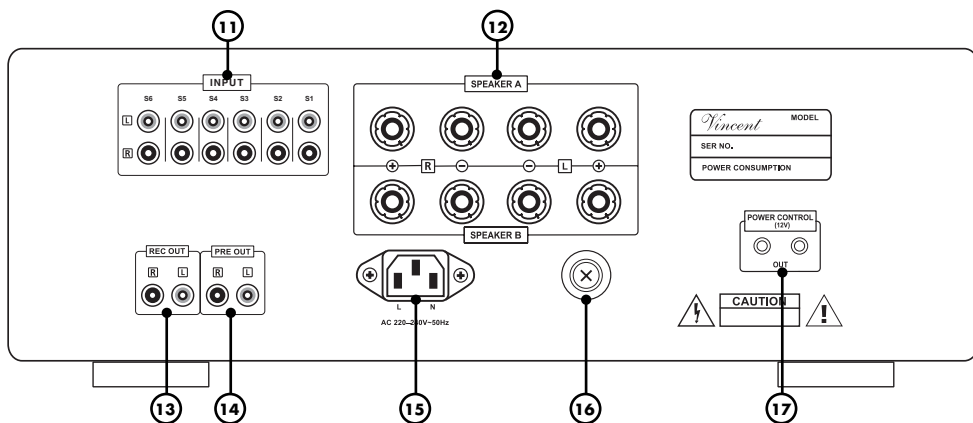 11
12
INPUT
S6 S5 S4 S3 S2 S1
L
R
SPEAKER A
R L
SPEAKER B
Vincent MODEL
SER NO.
POWER CONSUMPTION
POWER CONTROL
(12V)
OUT
REC OUT
R L
PRE OUT
R L
L N
AC 220–240V~50Hz
CAUTION
13
14
15
16
17